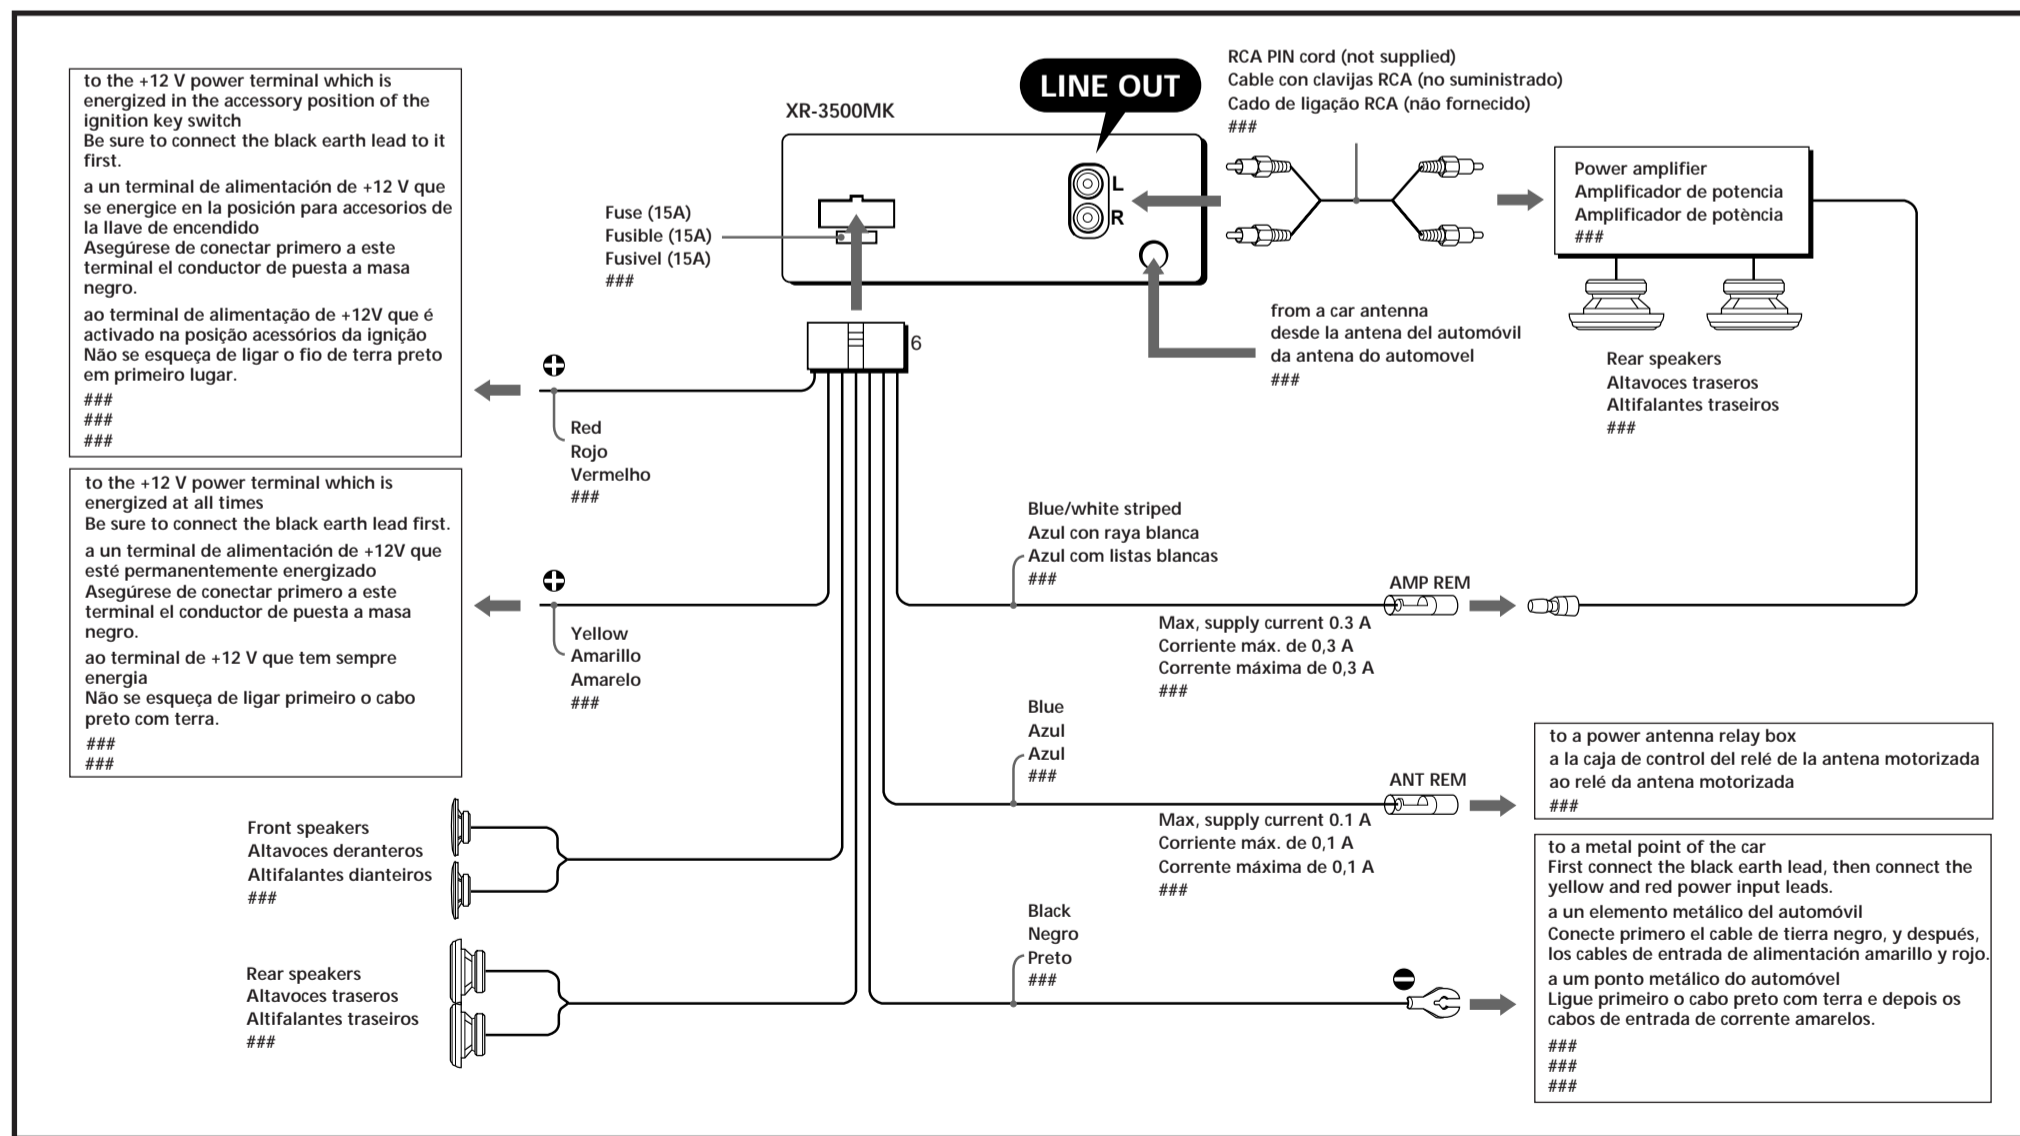 to the +12 V power terminal which is
energized in the accessory position of the
ignition key switch
Be sure to connect the black earth lead to it
first.
a un terminal de alimentación de +12 V que
se energice en la posición para accesorios de
la llave de encendido
Asegúrese de conectar primero a este
terminal el conductor de puesta a masa
negro.
ao terminal de alimentação de +12V que é
activado na posição acessórios da ignição
Não se esqueça de ligar o fio de terra preto
em primeiro lugar.
###
###
###
to the +12 V power terminal which is
energized at all times
Be sure to connect the black earth lead first.
a un terminal de alimentación de +12V que
esté permanentemente energizado
Asegúrese de conectar primero a este
terminal el conductor de puesta a masa
negro.
ao terminal de +12 V que tem sempre
energia
Não se esqueça de ligar primeiro o cabo
preto com terra.
###
###
XR-3500MK
LINE OUT
L
R
Fuse (15A)
Fusible (15A)
Fusivel (15A)
###
RCA PIN cord (not supplied)
Cable con clavijas RCA (no suministrado)
Cado de ligação RCA (não fornecido)
###
Power amplifier
Amplificador de potencia
Amplificador de potència
###
from a car antenna
desde la antena del automóvil
da antena do automovel
###
Rear speakers
Altavoces traseros
Altifalantes traseiros
###
6
Red
Rojo
Vermelho
###
Yellow
Amarillo
Amarelo
###
Blue/white striped
Azul con raya blanca
Azul com listas blancas
###
AMP REM
Max, supply current 0.3 A
Corriente máx. de 0,3 A
Corrente máxima de 0,3 A
###
Blue
Azul
Azul
###
ANT REM
Max, supply current 0.1 A
Corriente máx. de 0,1 A
Corrente máxima de 0,1 A
###
to a power antenna relay box
a la caja de control del relé de la antena motorizada
ao relé da antena motorizada
###
Front speakers
Altavoces deranteros
Altifalantes dianteiros
###
Rear speakers
Altavoces traseros
Altifalantes traseiros
###
Black
Negro
Preto
###
to a metal point of the car
First connect the black earth lead, then connect the
yellow and red power input leads.
a un elemento metálico del automóvil
Conecte primero el cable de tierra negro, y después,
los cables de entrada de alimentación amarillo y rojo.
a um ponto metálico do automóvel
Ligue primeiro o cabo preto com terra e depois os
cabos de entrada de corrente amarelos.
###
###
###